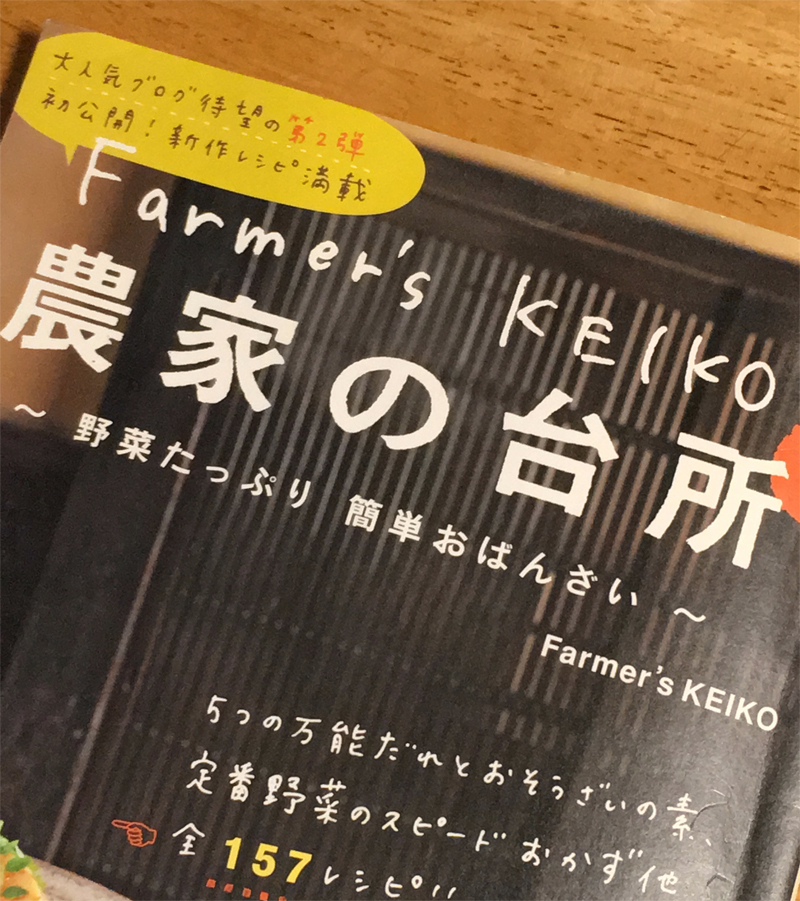 大人気ブログ待望の第2弾
初公開!新作レシピ満載
Farmer's KEIKO
農家の台所
〜野菜たっぷり 簡単おばんざい〜
Farmer's KEIKO
5つの万能だれとおそうざいの素、
定番野菜のスピードおかず他
全157レシピ!!